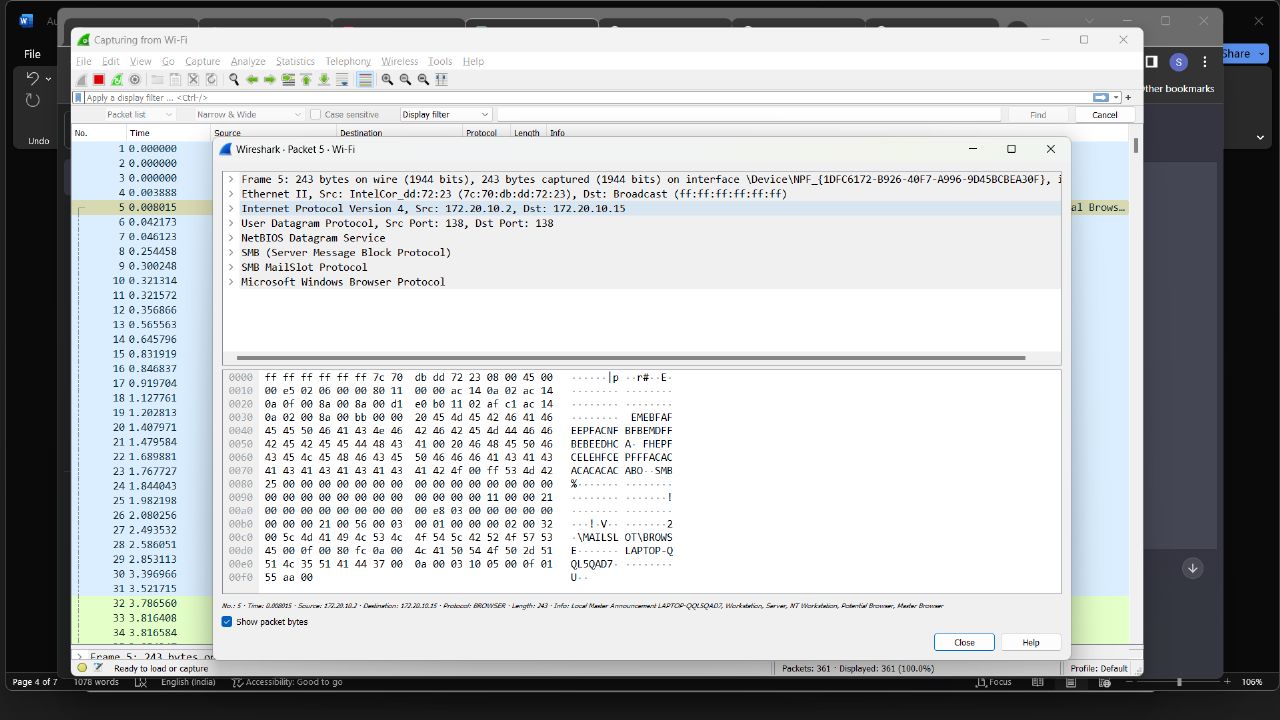 Capturing from Wi-Fi
File
File Edit View Go Capture Analyze Statistics Telephony Wireless Tools Help
Share
S
Apply a display filter ... <Ctrl-/>
ther bookmarks
Packet list Narrow & Wide Case sensitive Display filter Find Cancel
Undo
No. Time Source Destination Protocol Length Info
1 0.000000
2 0.000000
3 0.000000
4 0.003888
5 0.008015 al Brows…
6 0.042173
7 0.046123
8 0.254458
9 0.300248
10 0.321314
11 0.321572
12 0.356866
13 0.565563
14 0.645796
15 0.831919
16 0.846837
17 0.919704
18 1.127761
19 1.202813
20 1.407971
21 1.479584
22 1.689881
23 1.767727
24 1.844043
25 1.982198
26 2.080256
27 2.493532
28 2.586051
29 2.853113
30 3.396966
31 3.521715
32 3.786560
33 3.816408
34 3.816584
Wireshark · Packet 5 · Wi-Fi
Frame 5: 243 bytes on wire (1944 bits), 243 bytes captured (1944 bits) on interface \Device\NPF_{1DFC6172-B926-40F7-A996-9D45BCBEA30F}, i
Ethernet II, Src: IntelCor_dd:72:23 (7c:70:db:dd:72:23), Dst: Broadcast (ff:ff:ff:ff:ff:ff)
Internet Protocol Version 4, Src: 172.20.10.2, Dst: 172.20.10.15
User Datagram Protocol, Src Port: 138, Dst Port: 138
NetBIOS Datagram Service
SMB (Server Message Block Protocol)
SMB MailSlot Protocol
Microsoft Windows Browser Protocol
0000 ff ff ff ff ff ff 7c 70 db dd 72 23 08 00 45 00 ······|p ··r#··E·
0010 00 e5 02 06 00 00 80 11 00 00 ac 14 0a 02 ac 14 ········ ········
0020 0a 0f 00 8a 00 8a 00 d1 e0 b0 11 02 af c1 ac 14 ········ ········
0030 0a 02 00 8a 00 bb 00 00 20 45 4d 45 42 46 41 46 ········ EMEBFAF
0040 45 45 50 46 41 43 4e 46 42 46 42 45 4d 44 46 46 EEPFACNF BFBEMDFF
0050 42 45 42 45 45 44 48 43 41 00 20 46 48 45 50 46 BEBEEDHC A· FHEPF
0060 43 45 4c 45 48 46 43 45 50 46 46 46 41 43 41 43 CELEHFCE PFFFACAC
0070 41 43 41 43 41 43 41 43 41 42 4f 00 ff 53 4d 42 ACACACAC ABO··SMB
0080 25 00 00 00 00 00 00 00 00 00 00 00 00 00 00 00 %······· ········
0090 00 00 00 00 00 00 00 00 00 00 00 00 11 00 00 21 ········ ·······!
00a0 00 00 00 00 00 00 00 00 00 e8 03 00 00 00 00 00 ········ ········
00b0 00 00 00 21 00 56 00 03 00 01 00 00 00 02 00 32 ···!·V·· ·······2
00c0 00 5c 4d 41 49 4c 53 4c 4f 54 5c 42 52 4f 57 53 ·\MAILSL OT\BROWS
00d0 45 00 0f 00 80 fc 0a 00 4c 41 50 54 4f 50 2d 51 E······· LAPTOP-Q
00e0 51 4c 35 51 41 44 37 00 0a 00 03 10 05 00 0f 01 QL5QAD7· ········
00f0 55 aa 00 U··
No.: 5 · Time: 0.008015 · Source: 172.20.10.2 · Destination: 172.20.10.15 · Protocol: BROWSER · Length: 243 · Info: Local Master Announcement LAPTOP-QQL5QAD7, Workstation, Server, NT Workstation, Potential Browser, Master Browser
Show packet bytes
Close Help
Frame 5: 243 bytes o
Ready to load or capture Packets: 361 · Displayed: 361 (100.0%) Profile: Default
Page 4 of 7 1078 words English (India) Accessibility: Good to go Focus 106%